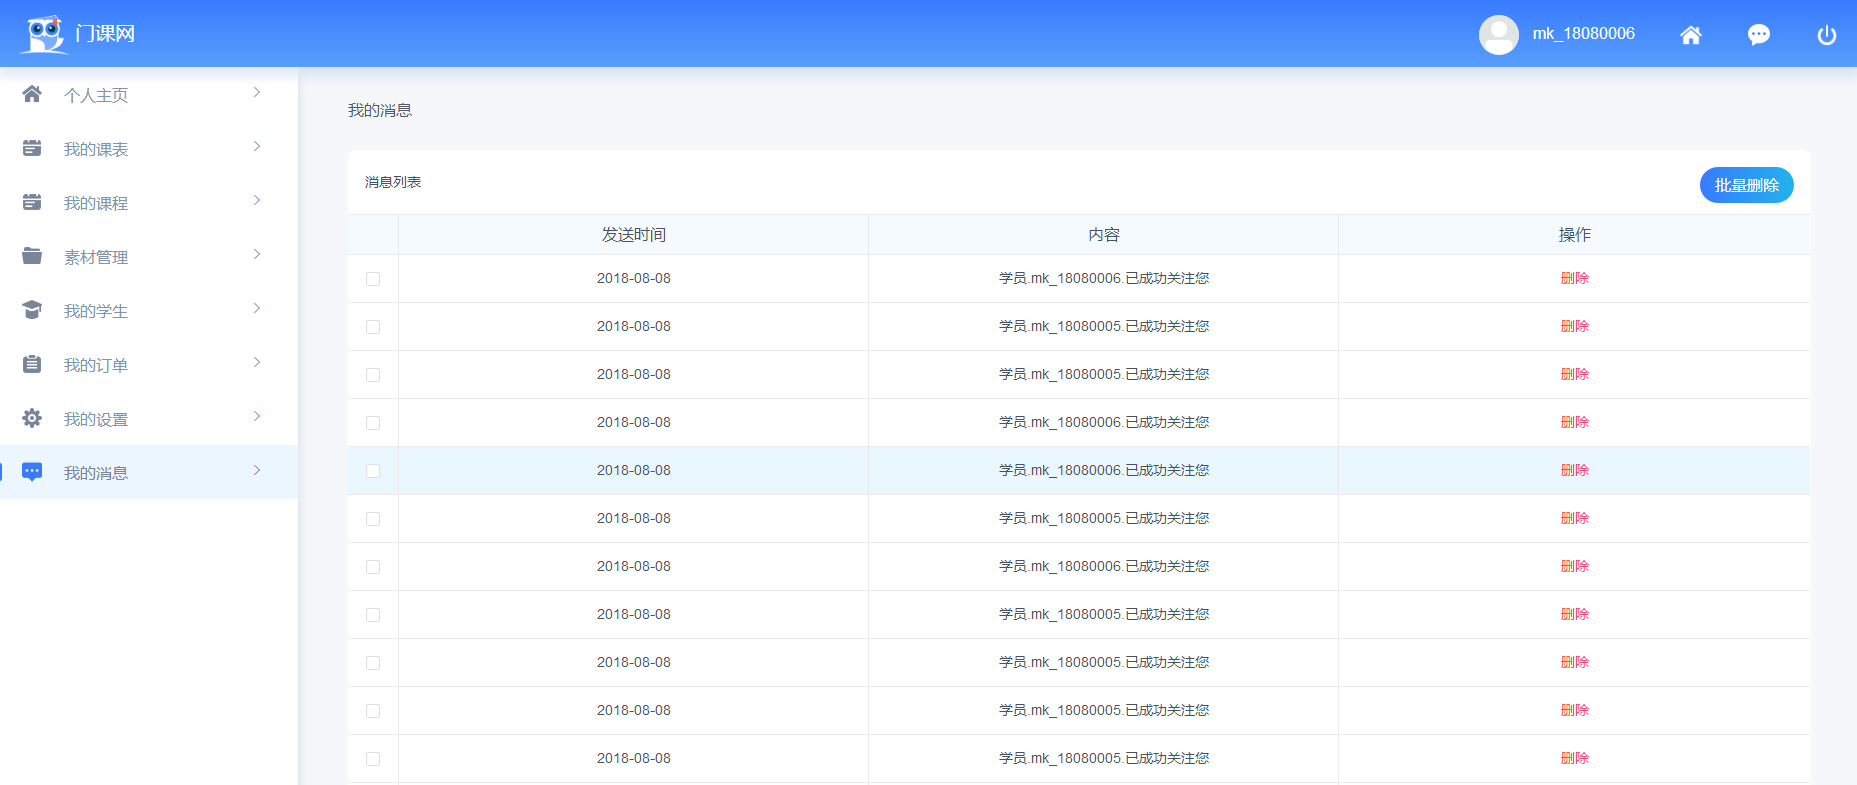 门课网
mk_18080006
个人主页
我的课表
我的课程
素材管理
我的学生
我的订单
我的设置
我的消息
我的消息
消息列表
批量删除
发送时间 内容 操作
2018-08-08 学员.mk_18080006.已成功关注您 删除
2018-08-08 学员.mk_18080005.已成功关注您 删除
2018-08-08 学员.mk_18080005.已成功关注您 删除
2018-08-08 学员.mk_18080006.已成功关注您 删除
2018-08-08 学员.mk_18080006.已成功关注您 删除
2018-08-08 学员.mk_18080005.已成功关注您 删除
2018-08-08 学员.mk_18080006.已成功关注您 删除
2018-08-08 学员.mk_18080005.已成功关注您 删除
2018-08-08 学员.mk_18080005.已成功关注您 删除
2018-08-08 学员.mk_18080005.已成功关注您 删除
2018-08-08 学员.mk_18080005.已成功关注您 删除